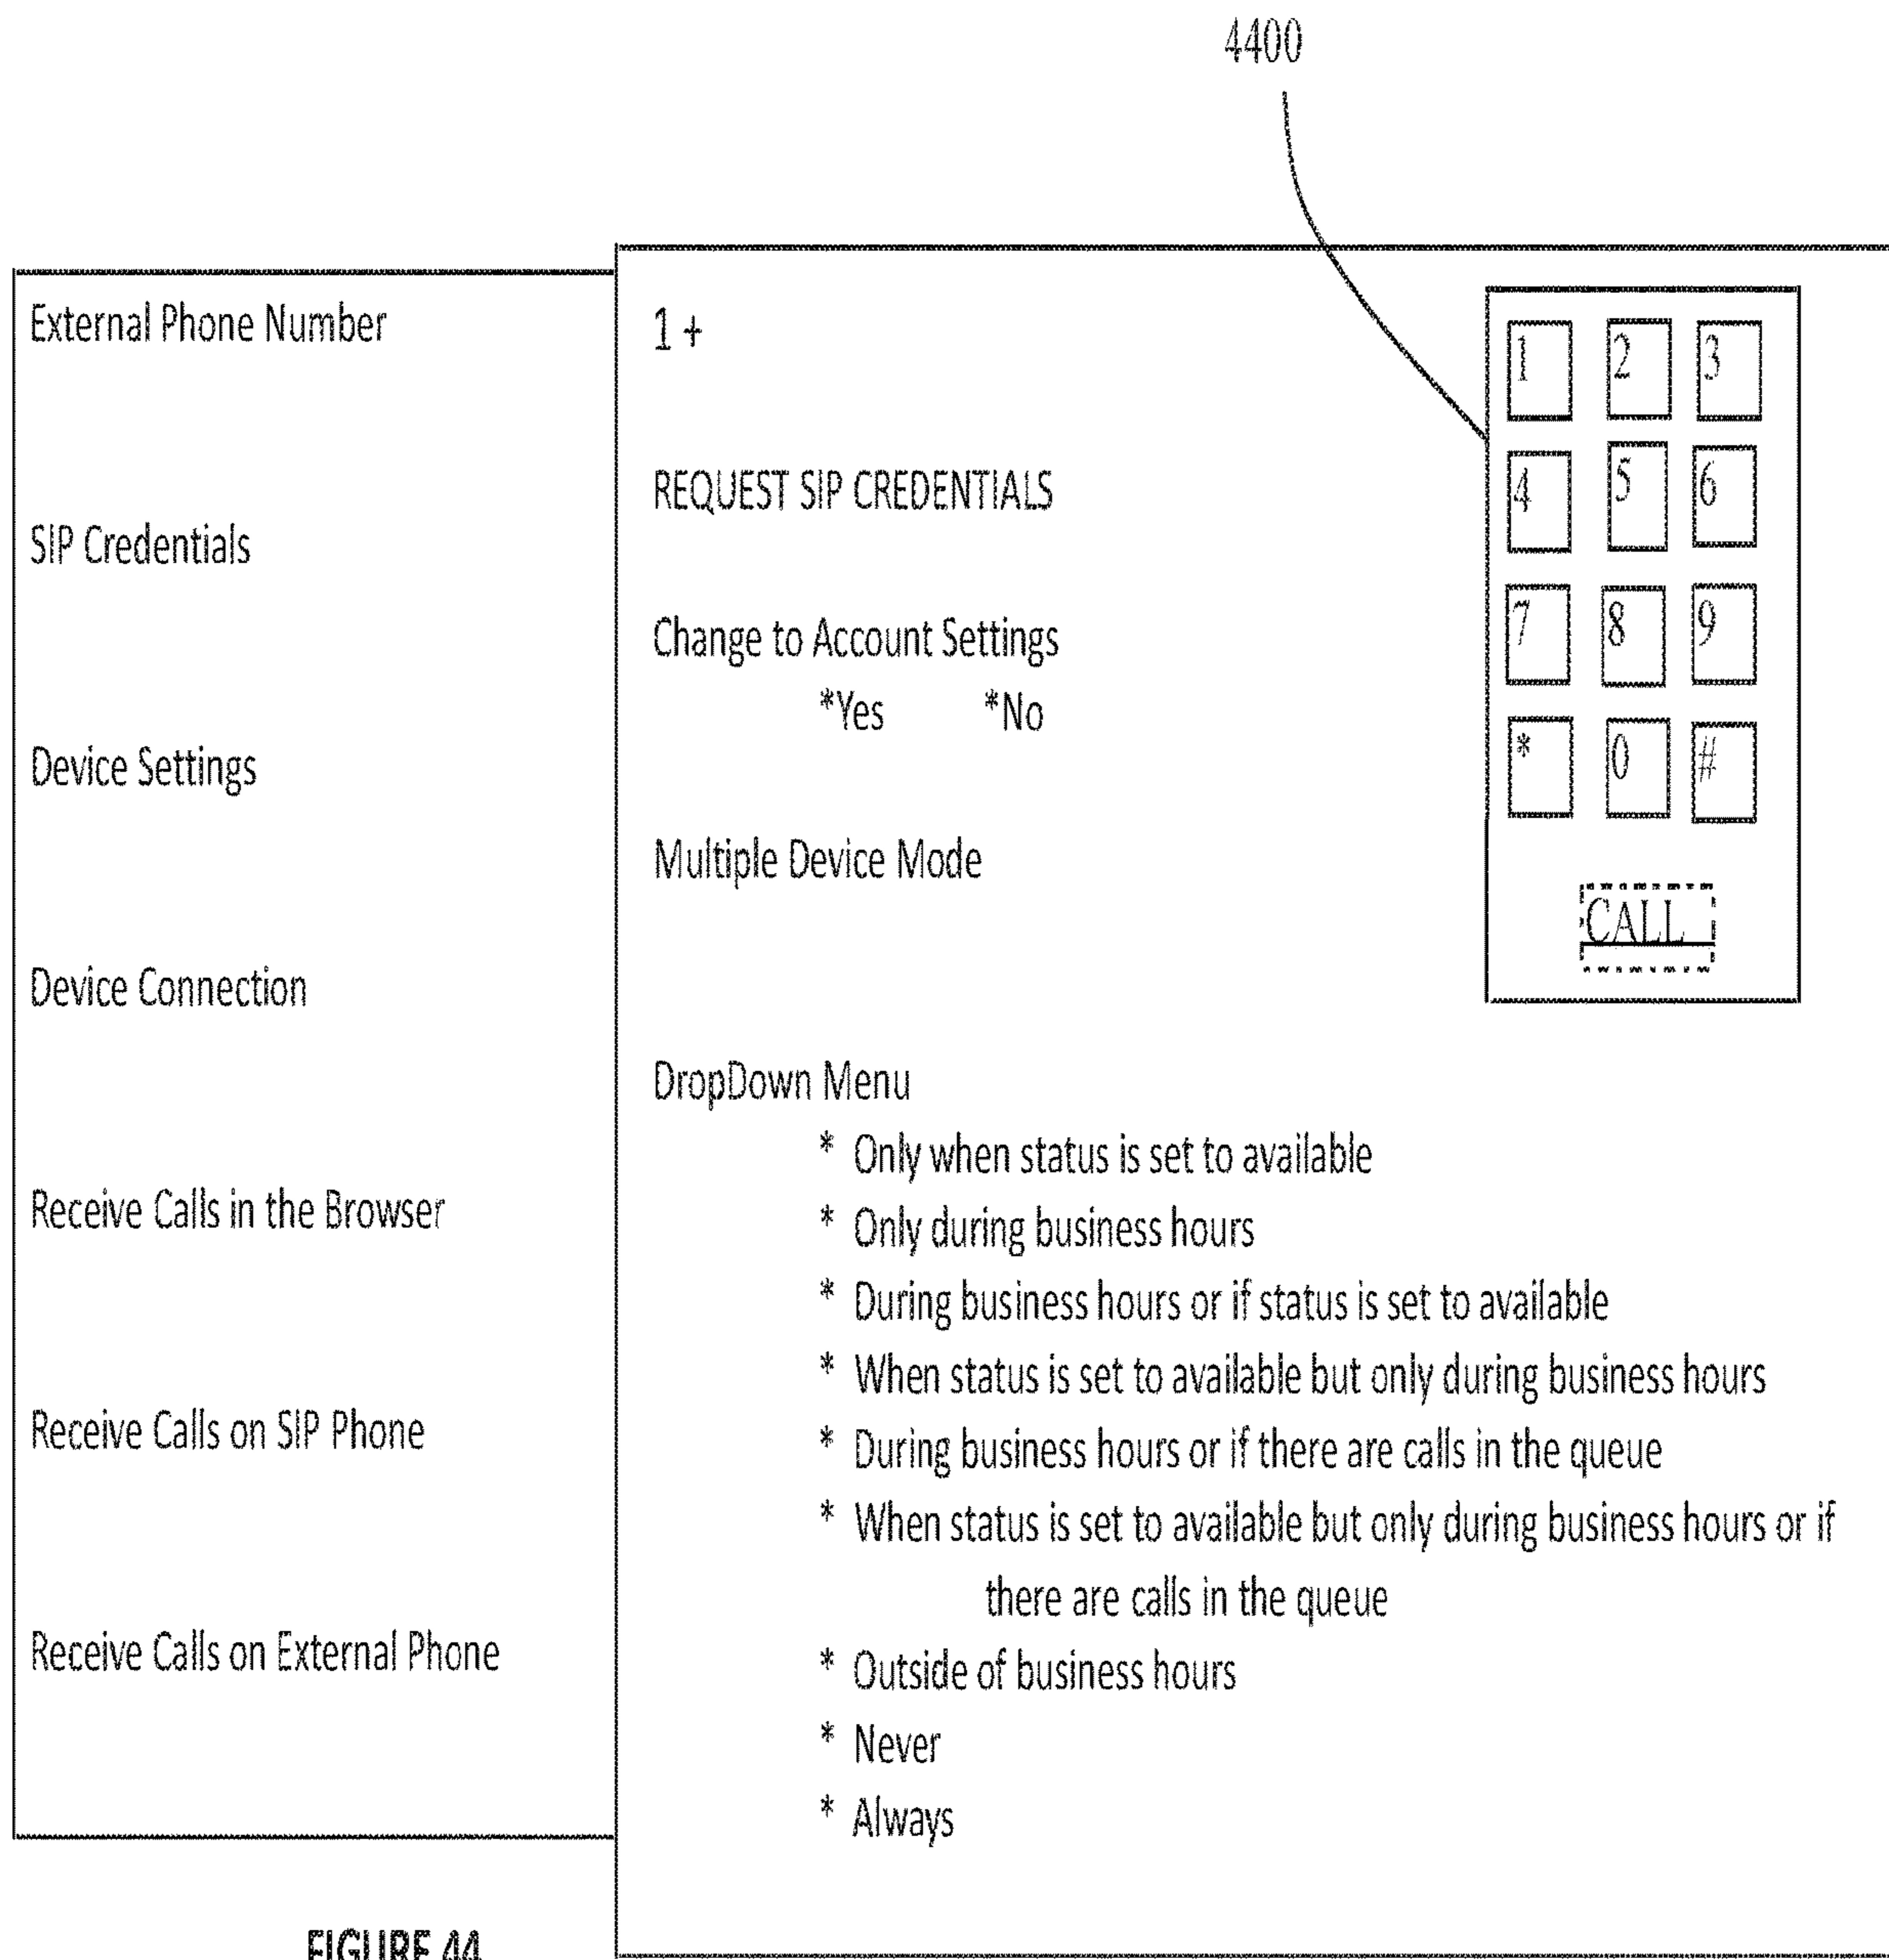 4400
External Phone Number
SIP Credentials
Device Settings
Device Connection
Receive Calls in the Browser
Receive Calls on SIP Phone
Receive Calls on External Phone
1 +
REQUEST SIP CREDENTIALS
Change to Account Settings
*Yes *No
Multiple Device Mode
DropDown Menu
* Only when status is set to available
* Only during business hours
* During business hours or if status is set to available
* When status is set to available but only during business hours
* During business hours or if there are calls in the queue
* When status is set to available but only during business hours or if
there are calls in the queue
* Outside of business hours
* Never
* Always
1 2 3
4 5 6
7 8 9
* 0 #
CALL
FIGURE 44